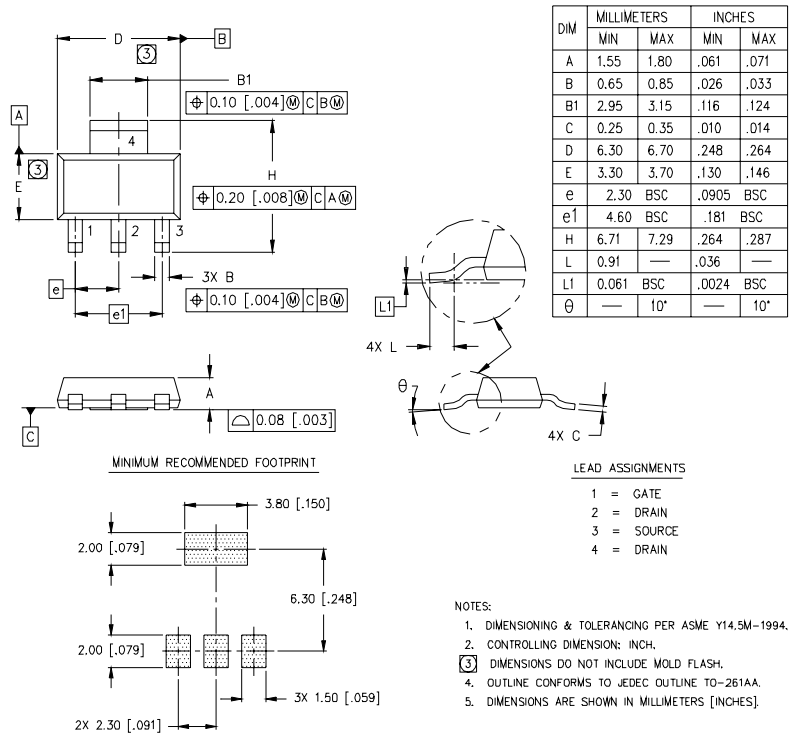 D
B
3
B1
⌖ 0.10 [.004]Ⓜ C BⓂ
A
4
3
E
H
⌖ 0.20 [.008]Ⓜ C AⓂ
1 2 3
3X B
e
e1
⌖ 0.10 [.004]Ⓜ C BⓂ
L1
4X L
A
C
⌓ 0.08 [.003]
θ
4X C
DIM MILLIMETERS INCHES
MIN MAX MIN MAX
A 1.55 1.80 .061 .071
B 0.65 0.85 .026 .033
B1 2.95 3.15 .116 .124
C 0.25 0.35 .010 .014
D 6.30 6.70 .248 .264
E 3.30 3.70 .130 .146
e 2.30 BSC .0905 BSC
e1 4.60 BSC .181 BSC
H 6.71 7.29 .264 .287
L 0.91 — .036 —
L1 0.061 BSC .0024 BSC
θ — 10° — 10°
MINIMUM RECOMMENDED FOOTPRINT
3.80 [.150]
2.00 [.079]
6.30 [.248]
2.00 [.079]
3X 1.50 [.059]
2X 2.30 [.091]
LEAD ASSIGNMENTS
1 = GATE
2 = DRAIN
3 = SOURCE
4 = DRAIN
NOTES:
1. DIMENSIONING & TOLERANCING PER ASME Y14.5M-1994.
2. CONTROLLING DIMENSION: INCH.
3 DIMENSIONS DO NOT INCLUDE MOLD FLASH.
4. OUTLINE CONFORMS TO JEDEC OUTLINE TO-261AA.
5. DIMENSIONS ARE SHOWN IN MILLIMETERS [INCHES].